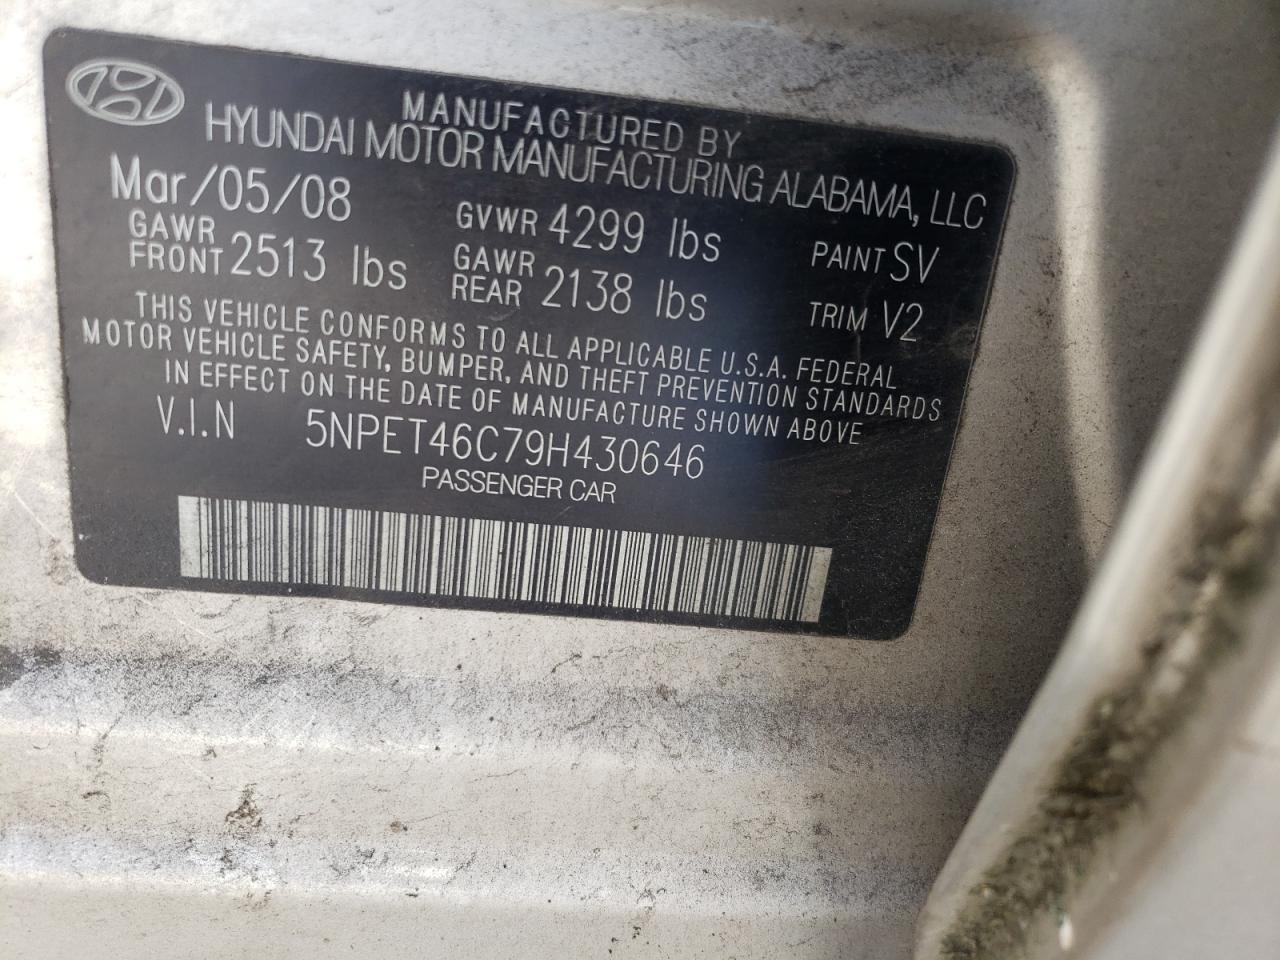 MANUFACTURED BY
HYUNDAI MOTOR MANUFACTURING ALABAMA, LLC
Mar/05/08 GVWR 4299 lbs PAINT SV
GAWR FRONT 2513 lbs GAWR REAR 2138 lbs TRIM V2
THIS VEHICLE CONFORMS TO ALL APPLICABLE U.S.A. FEDERAL
MOTOR VEHICLE SAFETY, BUMPER, AND THEFT PREVENTION STANDARDS
IN EFFECT ON THE DATE OF MANUFACTURE SHOWN ABOVE
V.I.N 5NPET46C79H430646
PASSENGER CAR